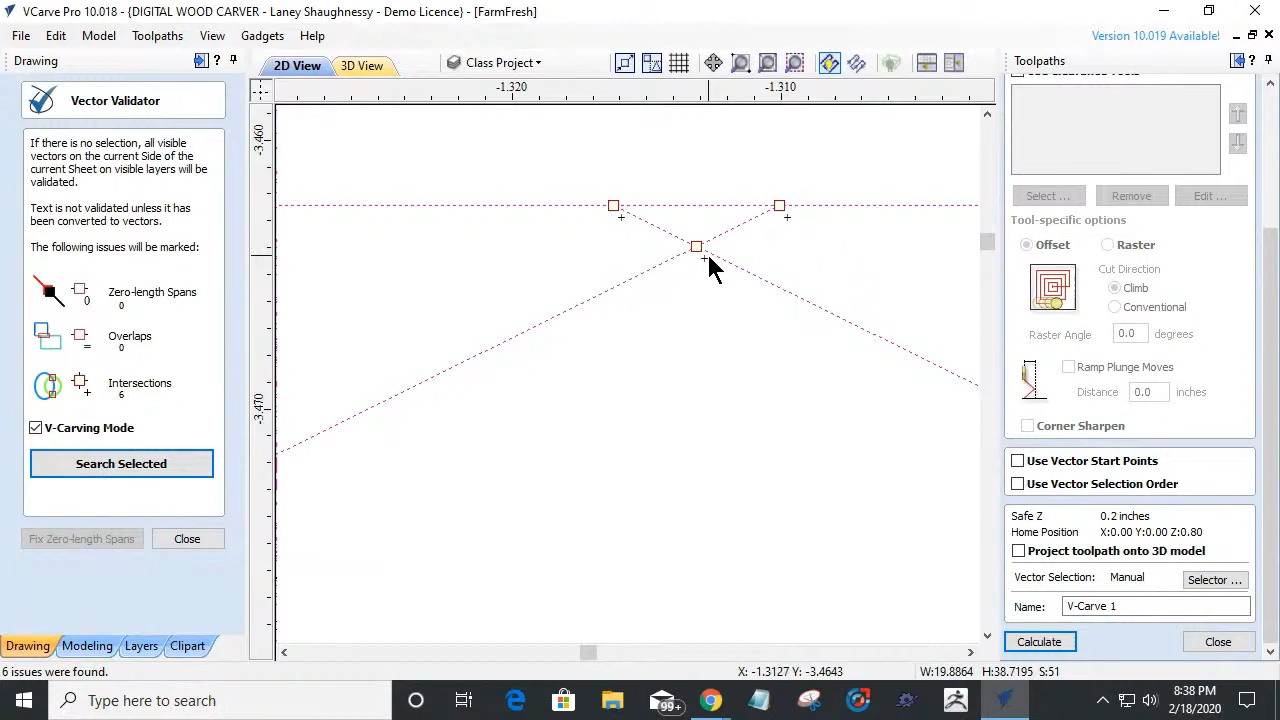 VCarve Pro 10.018 - {DIGITAL WOOD CARVER - Laney Shaughnessy - Demo Licence} - [FarmFresh]
File Edit Model Toolpaths View Gadgets Help
Version 10.019 Available!
Drawing
2D View
3D View
Class Project
Toolpaths
Vector Validator
If there is no selection, all visible
vectors on the current Side of the
current Sheet on visible layers will be
validated.
Text is not validated unless it has
been converted to vectors.
The following issues will be marked:
Zero-length Spans
0
Overlaps
0
Intersections
6
V-Carving Mode
Search Selected
Fix Zero-length Spans
Close
Drawing
Modeling
Layers
Clipart
-1.320
-1.310
-3.460
-3.470
Select ...
Remove
Edit ...
Tool-specific options
Offset
Raster
Cut Direction
Climb
Conventional
Raster Angle
0.0
degrees
Ramp Plunge Moves
Distance
0.0
inches
Corner Sharpen
Use Vector Start Points
Use Vector Selection Order
Safe Z 0.2 inches
Home Position X:0.00 Y:0.00 Z:0.80
Project toolpath onto 3D model
Vector Selection: Manual
Selector ...
Name: V-Carve 1
Calculate
Close
6 issues were found.
X: -1.3127 Y: -3.4643
W:19.8864 H:38.7195 S:51
Type here to search
99+
8:38 PM
2/18/2020